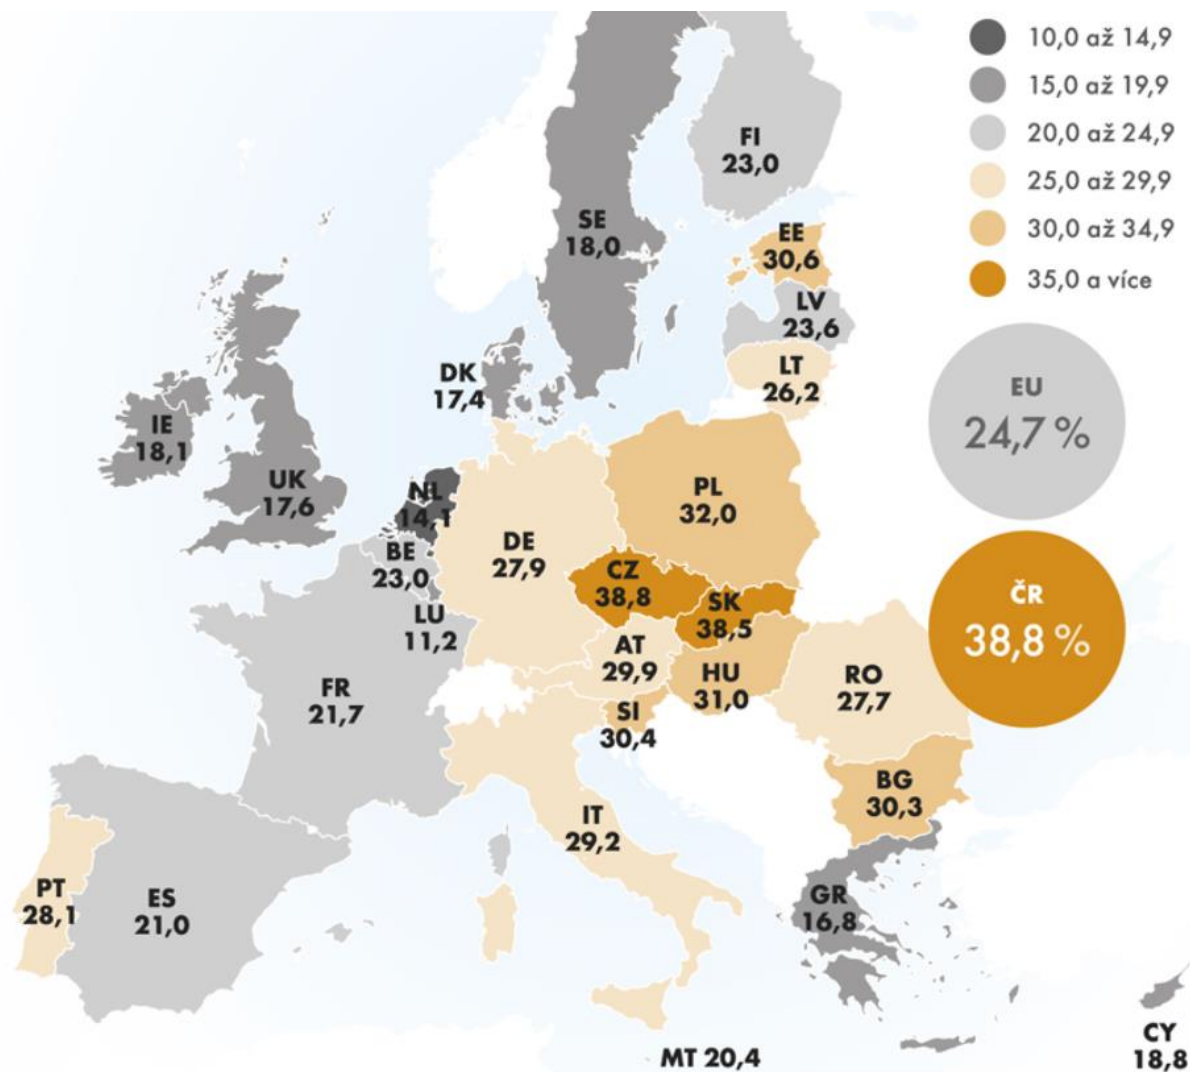 10,0 až 14,9
15,0 až 19,9
20,0 až 24,9
25,0 až 29,9
30,0 až 34,9
35,0 a více
FI
23,0
SE
18,0
EE
30,6
LV
23,6
LT
26,2
DK
17,4
IE
18,1
UK
17,6
NL
14,1
BE
23,0
LU
11,2
DE
27,9
PL
32,0
CZ
38,8
SK
38,5
AT
29,9
HU
31,0
SI
30,4
RO
27,7
BG
30,3
FR
21,7
IT
29,2
PT
28,1
ES
21,0
GR
16,8
CY
18,8
MT 20,4
EU
24,7 %
ČR
38,8 %